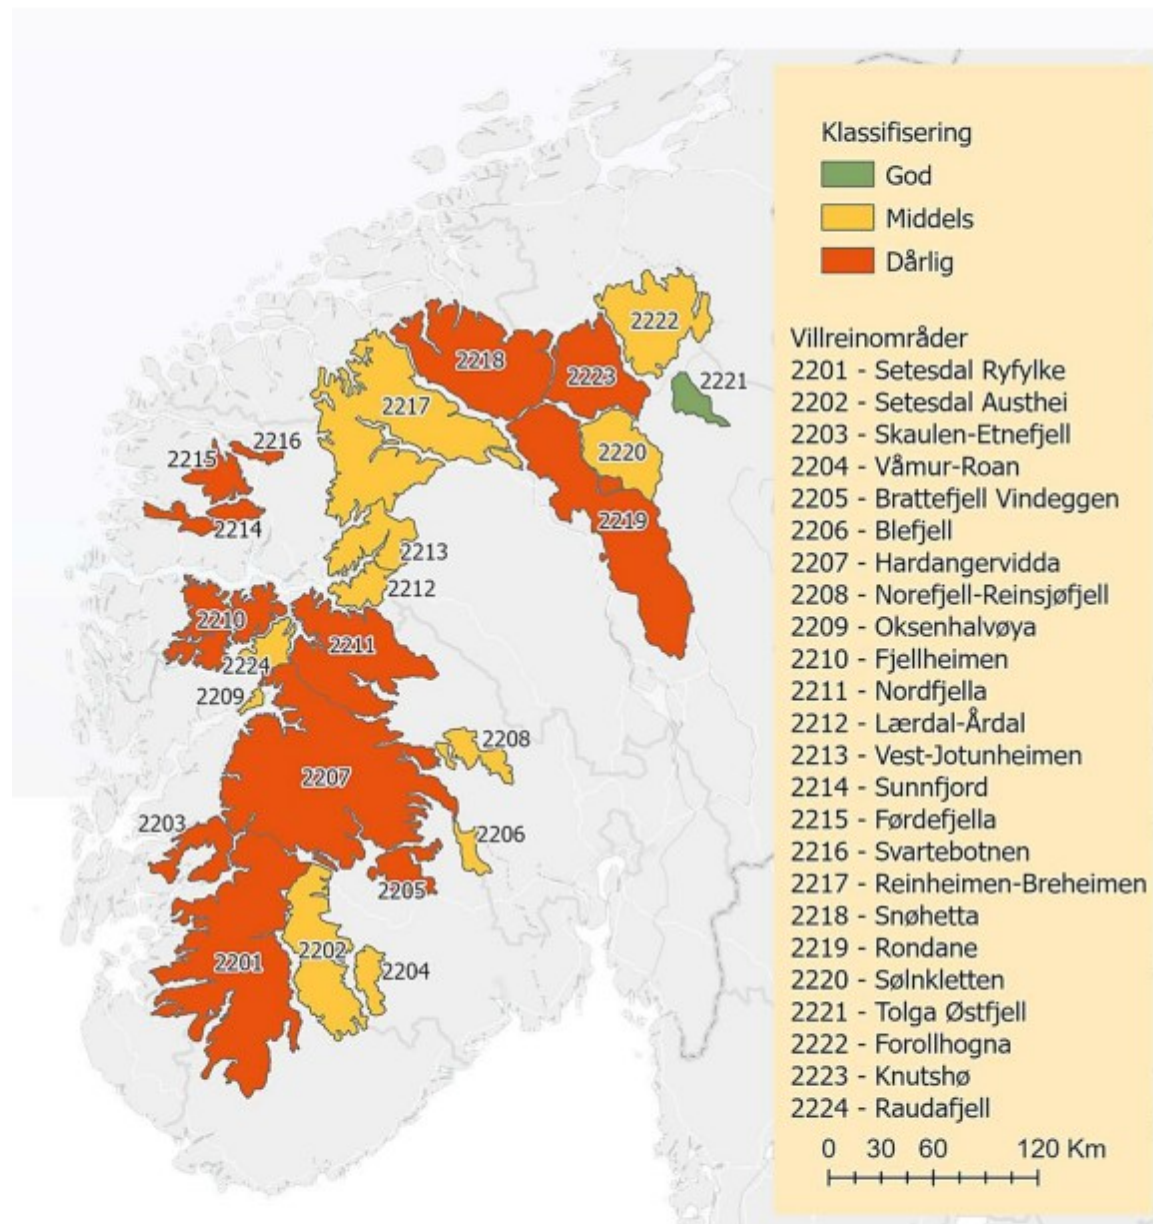 Klassifisering
God
Middels
Dårlig
Villreinområder
2201 - Setesdal Ryfylke
2202 - Setesdal Austhei
2203 - Skaulen-Etnefjell
2204 - Våmur-Roan
2205 - Brattefjell Vindeggen
2206 - Blefjell
2207 - Hardangervidda
2208 - Norefjell-Reinsjøfjell
2209 - Oksenhalvøya
2210 - Fjellheimen
2211 - Nordfjella
2212 - Lærdal-Årdal
2213 - Vest-Jotunheimen
2214 - Sunnfjord
2215 - Førdefjella
2216 - Svartebotnen
2217 - Reinheimen-Breheimen
2218 - Snøhetta
2219 - Rondane
2220 - Sølnkletten
2221 - Tolga Østfjell
2222 - Forollhogna
2223 - Knutshø
2224 - Raudafjell
0 30 60 120 Km
2222
2218
2223
2221
2217
2216
2220
2215
2219
2214
2213
2212
2210
2211
2224
2209
2208
2207
2203
2206
2205
2202
2201
2204